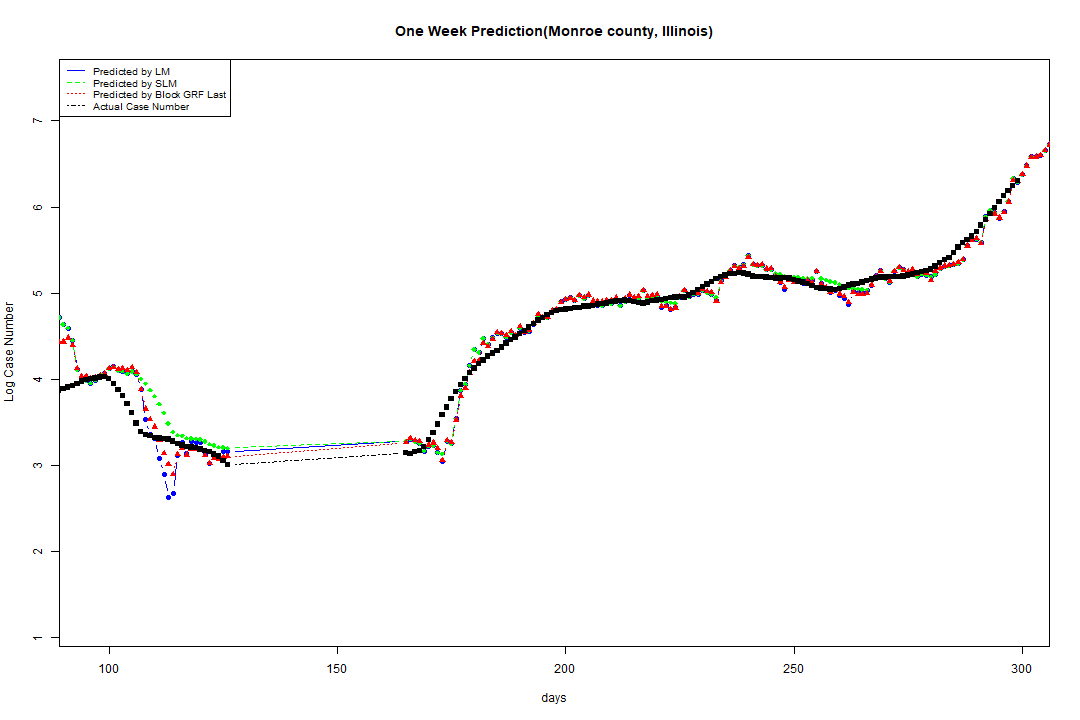 One Week Prediction(Monroe county, Illinois)
Predicted by LM
Predicted by SLM
Predicted by Block GRF Last
Actual Case Number
7
6
5
4
3
2
1
Log Case Number
100 150 200 250 300
days